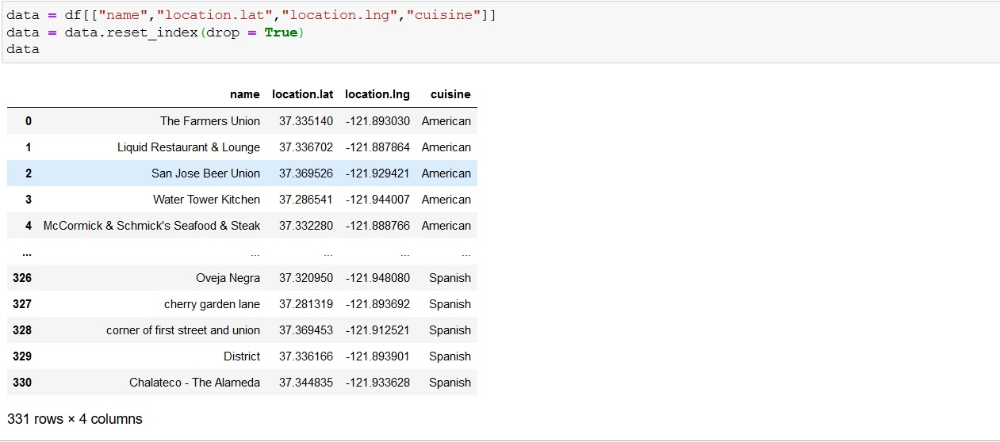 data = df[["name","location.lat","location.lng","cuisine"]]
data = data.reset_index(drop = True)
data
name location.lat location.lng cuisine
0 The Farmers Union 37.335140 -121.893030 American
1 Liquid Restaurant & Lounge 37.336702 -121.887864 American
2 San Jose Beer Union 37.369526 -121.929421 American
3 Water Tower Kitchen 37.286541 -121.944007 American
4 McCormick & Schmick's Seafood & Steak 37.332280 -121.888766 American
... ... ... ... ...
326 Oveja Negra 37.320950 -121.948080 Spanish
327 cherry garden lane 37.281319 -121.893692 Spanish
328 corner of first street and union 37.369453 -121.912521 Spanish
329 District 37.336166 -121.893901 Spanish
330 Chalateco - The Alameda 37.344835 -121.933628 Spanish
331 rows × 4 columns